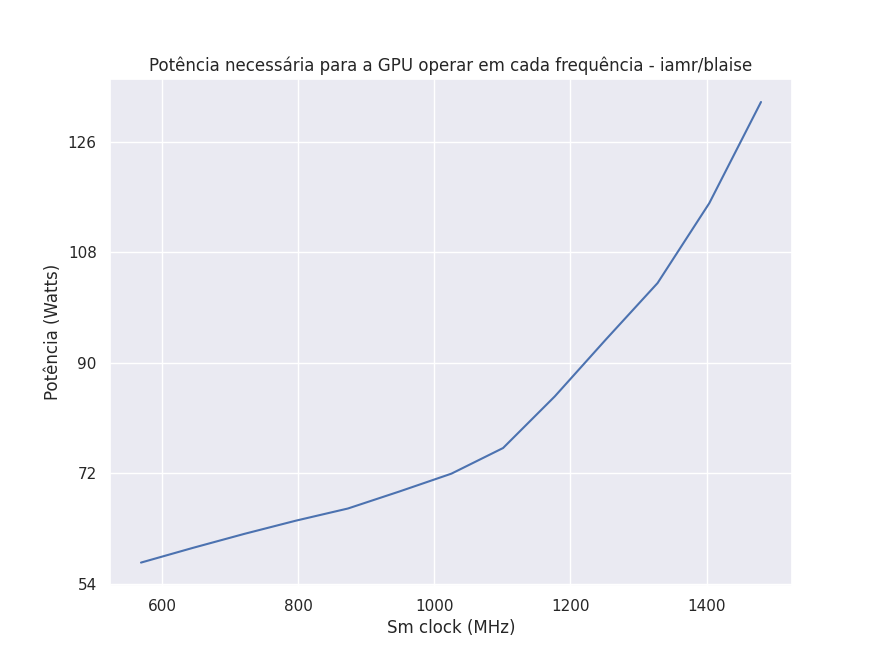 Potência necessária para a GPU operar em cada frequência - iamr/blaise
Potência (Watts)
126
108
90
72
54
600 800 1000 1200 1400
Sm clock (MHz)